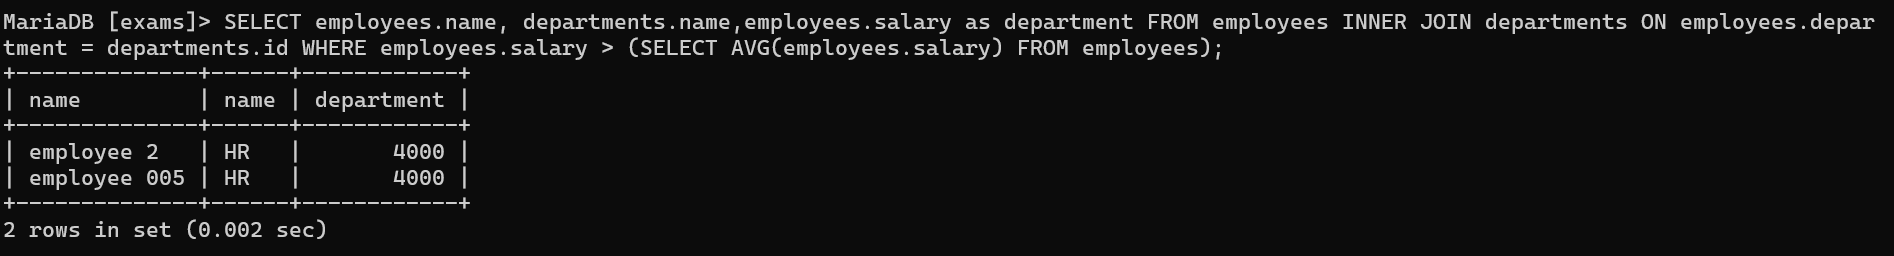 MariaDB [exams]> SELECT employees.name, departments.name,employees.salary as department FROM employees INNER JOIN departments ON employees.depar
tment = departments.id WHERE employees.salary > (SELECT AVG(employees.salary) FROM employees);
+--------------+------+------------+
| name         | name | department |
+--------------+------+------------+
| employee 2   | HR   |       4000 |
| employee 005 | HR   |       4000 |
+--------------+------+------------+
2 rows in set (0.002 sec)